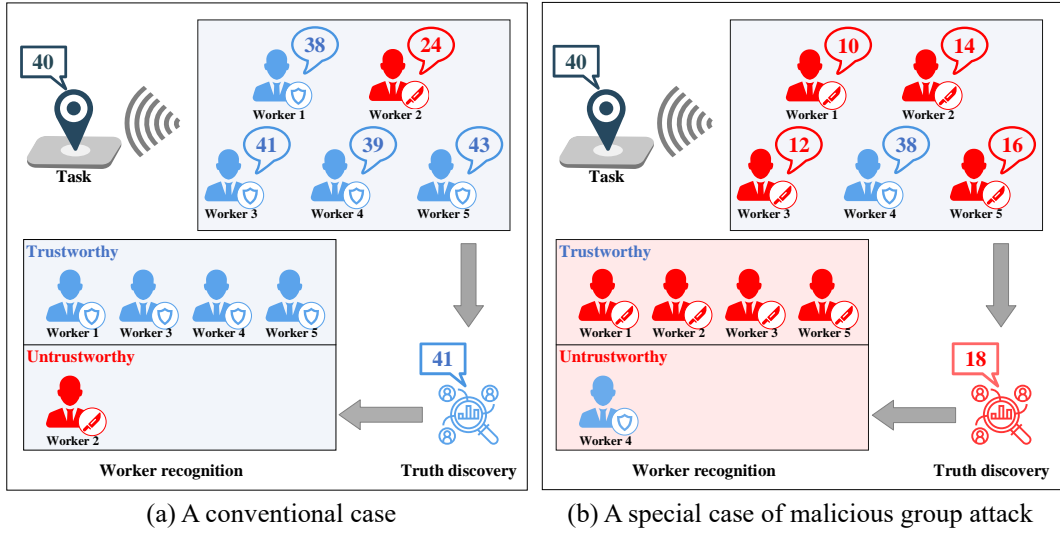 40
Task
38
24
Worker 1
Worker 2
41
39
43
Worker 3
Worker 4
Worker 5
Trustworthy
Worker 1
Worker 3
Worker 4
Worker 5
Untrustworthy
Worker 2
41
Worker recognition
Truth discovery
(a) A conventional case
40
Task
10
14
Worker 1
Worker 2
12
38
16
Worker 3
Worker 4
Worker 5
Trustworthy
Worker 1
Worker 2
Worker 3
Worker 5
Untrustworthy
Worker 4
18
Worker recognition
Truth discovery
(b) A special case of malicious group attack